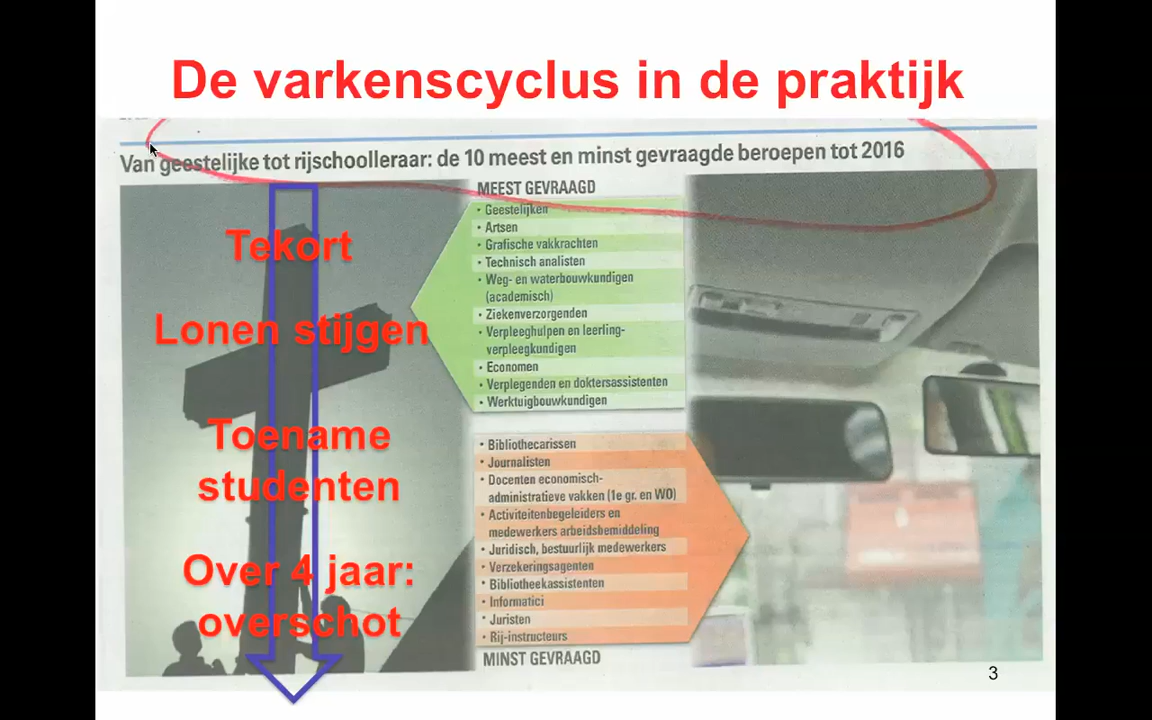 De varkenscyclus in de praktijk
Van geestelijke tot rijschoolleraar: de 10 meest en minst gevraagde beroepen tot 2016
Tekort
Lonen stijgen
Toename
studenten
Over 4 jaar:
overschot
MEEST GEVRAAGD
• Geestelijken
• Artsen
• Grafische vakkrachten
• Technisch analisten
• Weg- en waterbouwkundigen
(academisch)
• Ziekenverzorgenden
• Verpleeghulpen en leerling-
verpleegkundigen
• Economen
• Verplegenden en doktersassistenten
• Werktuigbouwkundigen
• Bibliothecarissen
• Journalisten
• Docenten economisch-
administratieve vakken (1e gr. en WO)
• Activiteitenbegeleiders en
medewerkers arbeidsbemiddeling
• Juridisch, bestuurlijk medewerkers
• Verzekeringsagenten
• Bibliotheekassistenten
• Informatici
• Juristen
• Rij-instructeurs
MINST GEVRAAGD
3